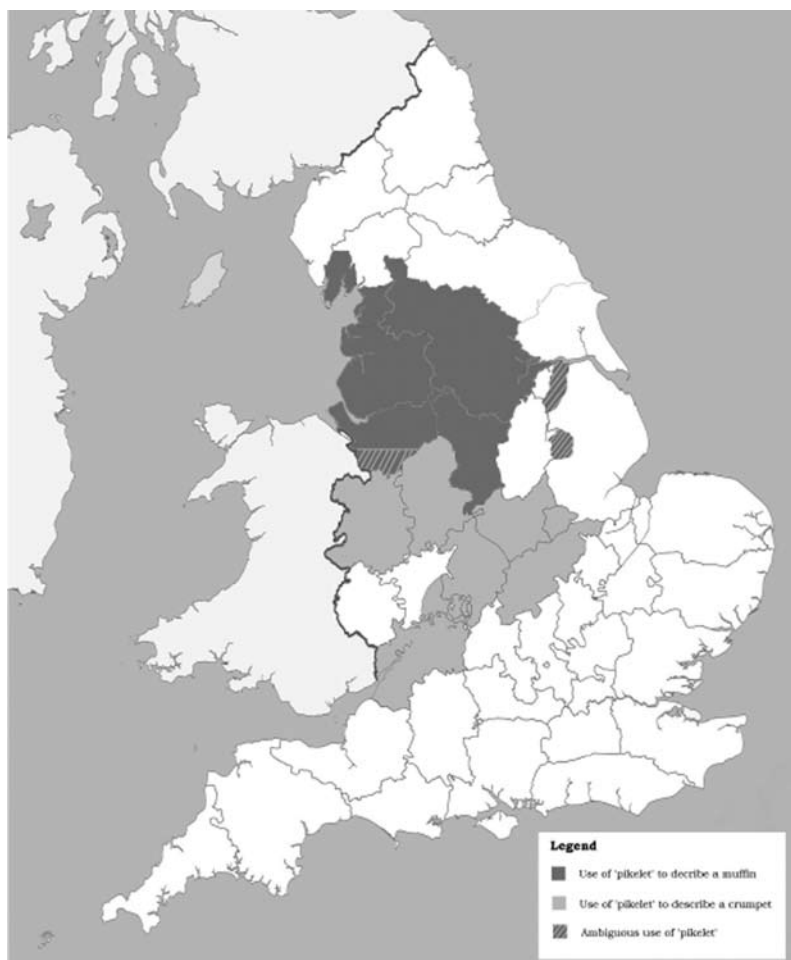 Legend
Use of 'pikelet' to decribe a muffin
Use of 'pikelet' to describe a crumpet
Ambiguous use of 'pikelet'